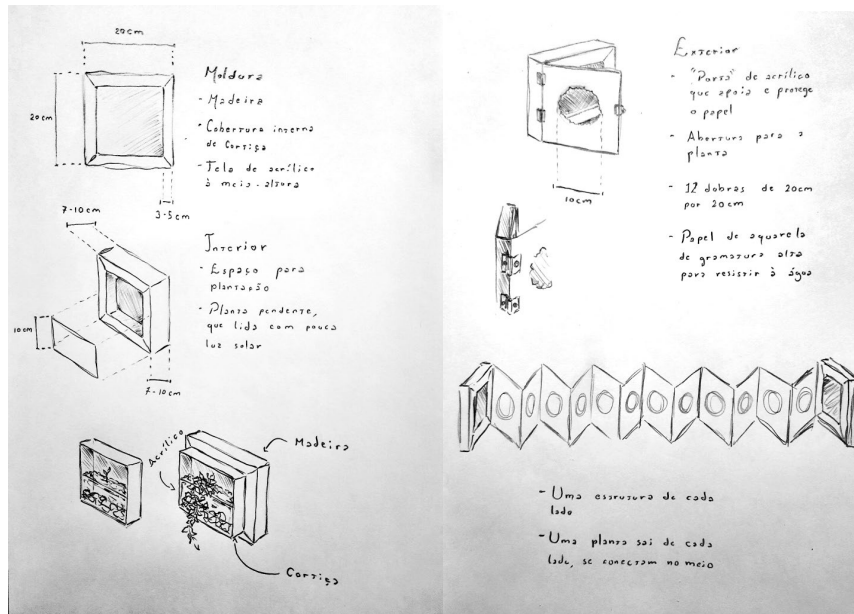 20cm
20cm
3-5cm
Moldura
- Madeira
- Cobertura interna
de Cortiça
- Tela de acrílico
à meia-altura
7-10cm
10cm
7-10cm
Interior
- Espaço para
plantação
- Planta pendente,
que lida com pouca
luz solar
Acrílico
Madeira
Cortiça
10cm
Exterior
- "Porta" de acrílico
que apoia e protege
o papel
- Abertura para a
planta
- 12 dobras de 20cm
por 20cm
- Papel de aquarela
de gramatura alta
para resistir à água
- Uma estrutura de cada
lado
- Uma planta sai de cada
lado, se conectam no meio